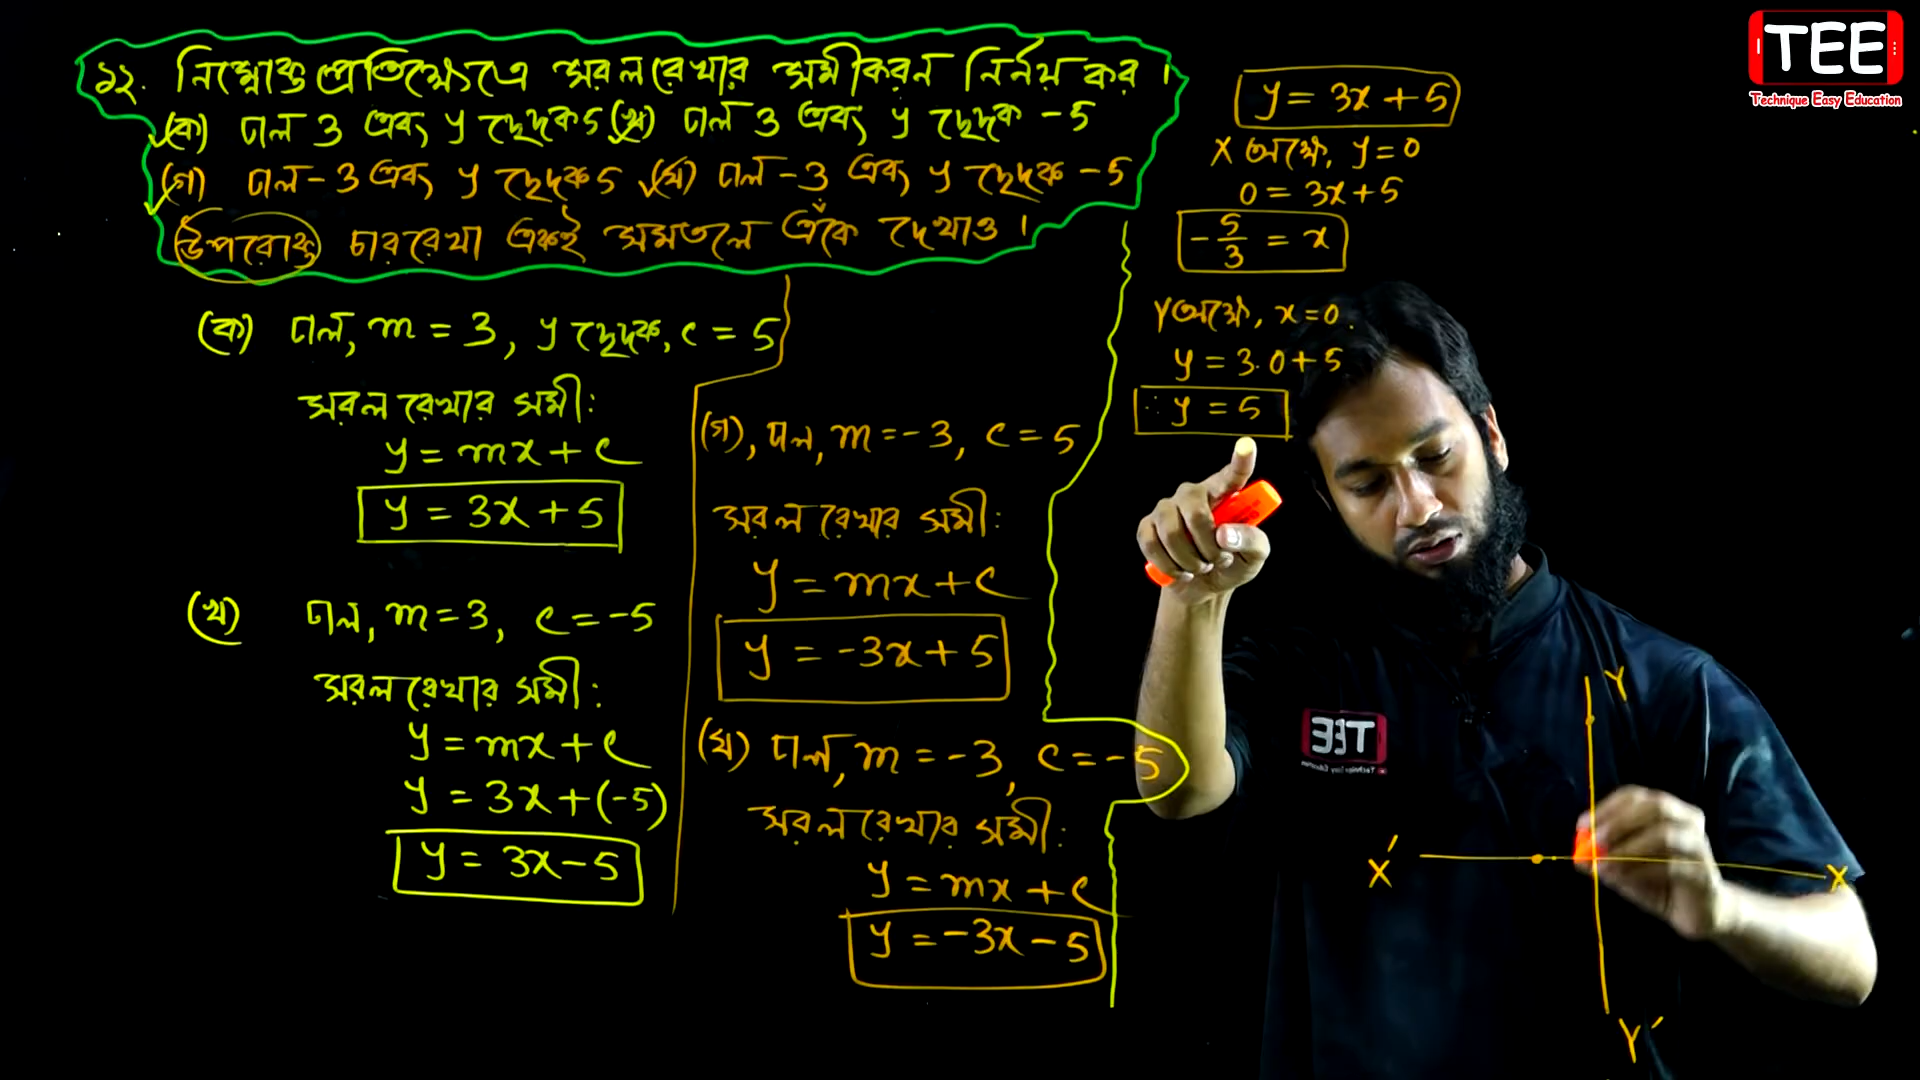 ১২. নিম্নোক্ত প্রতিক্ষেত্রে সরলরেখার সমীকরন নির্নয় কর।
(ক) ঢাল 3 এবং y ছেদক 5 (খ) ঢাল 3 এবং y ছেদক -5
(গ) ঢাল -3 এবং y ছেদক 5 (ঘ) ঢাল -3 এবং y ছেদক -5
উপরোক্ত চাররেখা একই সমতলে এঁকে দেখাও।
(ক) ঢাল, m = 3, y ছেদক, c = 5
সরল রেখার সমী:
y = mx + c
y = 3x + 5
(খ) ঢাল, m = 3, c = -5
সরল রেখার সমী:
y = mx + c
y = 3x + (-5)
y = 3x - 5
(গ), ঢাল, m = -3, c = 5
সরল রেখার সমী:
y = mx + c
y = -3x + 5
(ঘ) ঢাল, m = -3, c = -5
সরল রেখার সমী:
y = mx + c
y = -3x - 5
y = 3x + 5
X অক্ষে, y = 0
0 = 3x + 5
-5/3 = x
Y অক্ষে, x = 0.
y = 3.0 + 5
∴ y = 5
Y
X′
X
Y′
TEE
Technique Easy Education
TEE